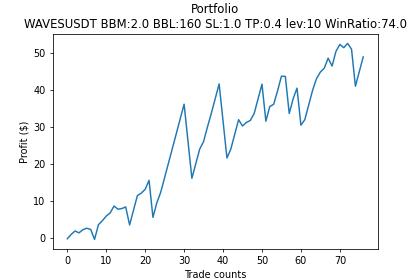 Portfolio
WAVESUSDT BBM:2.0 BBL:160 SL:1.0 TP:0.4 lev:10 WinRatio:74.0
Profit ($)
50
40
30
20
10
0
0 10 20 30 40 50 60 70
Trade counts